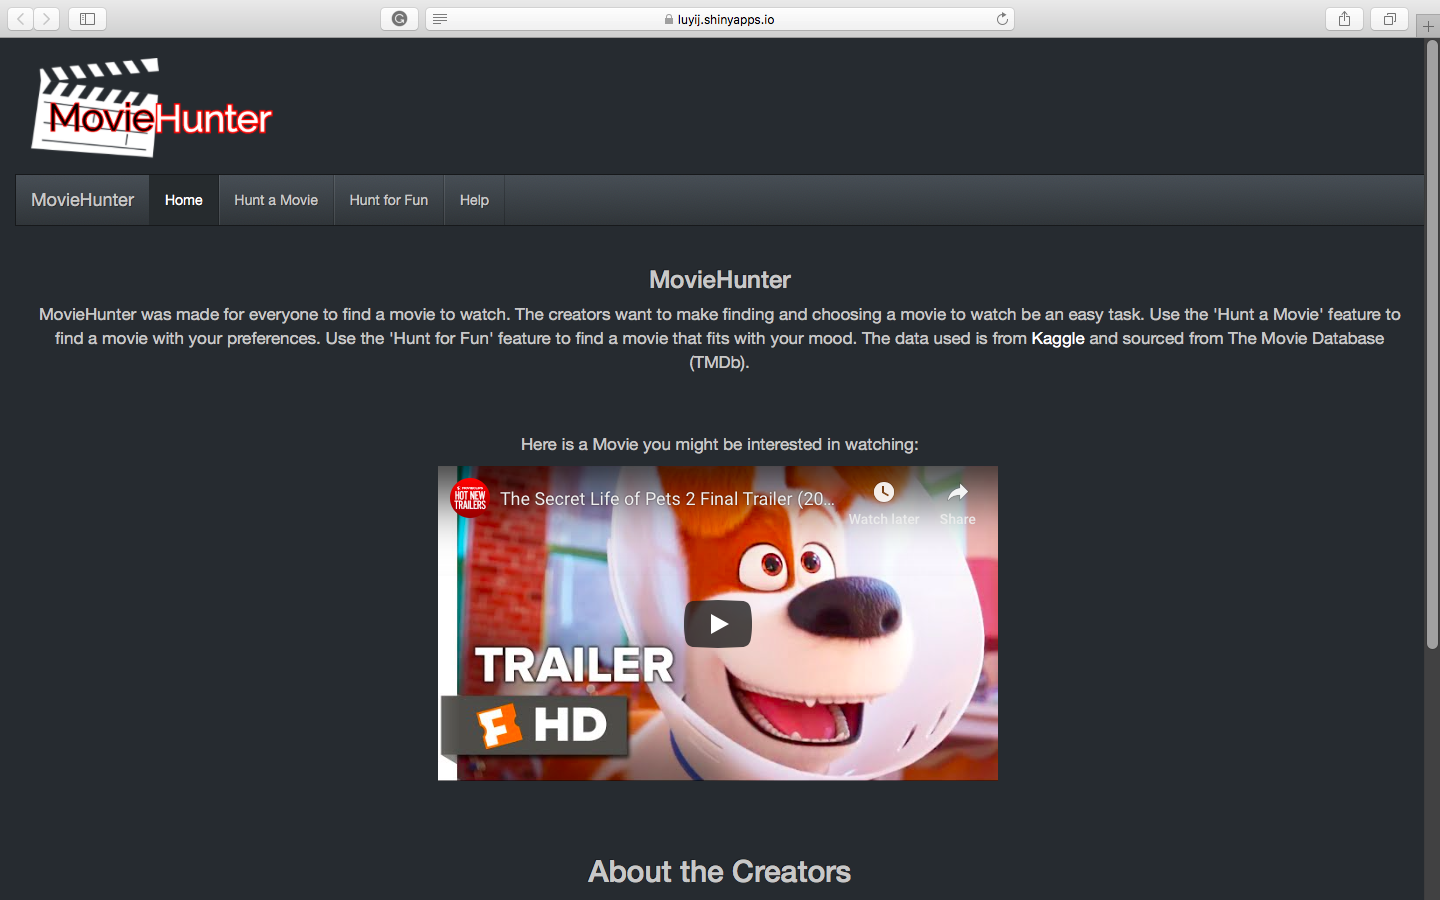 luyij.shinyapps.io
MovieHunter
MovieHunter Home Hunt a Movie Hunt for Fun Help
MovieHunter
MovieHunter was made for everyone to find a movie to watch. The creators want to make finding and choosing a movie to watch be an easy task. Use the 'Hunt a Movie' feature to
find a movie with your preferences. Use the 'Hunt for Fun' feature to find a movie that fits with your mood. The data used is from Kaggle and sourced from The Movie Database
(TMDb).
Here is a Movie you might be interested in watching:
HOT NEW
TRAILERS
The Secret Life of Pets 2 Final Trailer (20...
Watch later Share
TRAILER
F HD
About the Creators